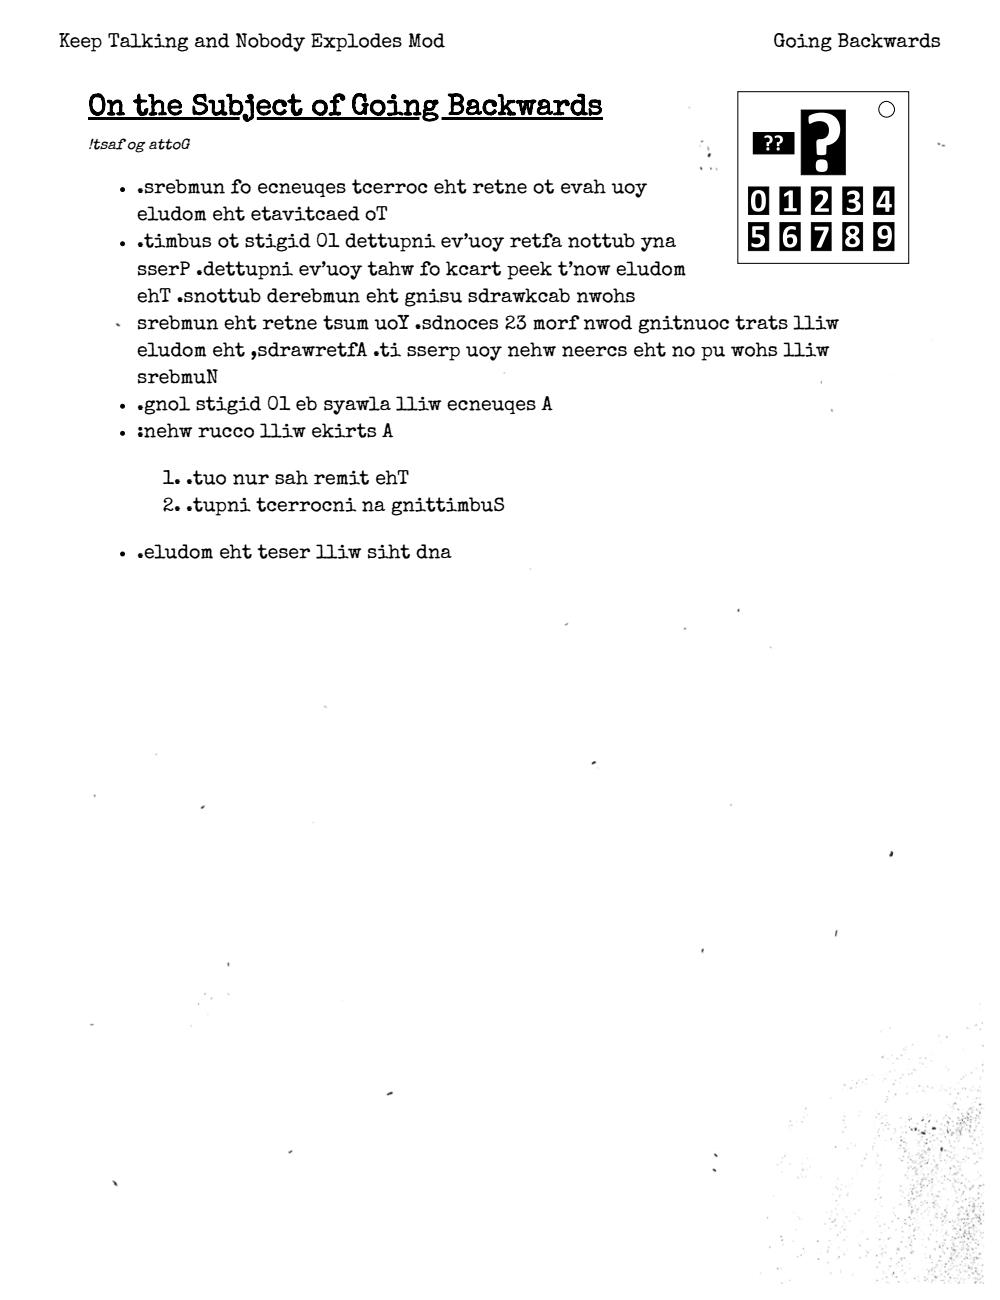 Keep Talking and Nobody Explodes Mod
Going Backwards
On the Subject of Going Backwards
!tsaf og attoG
• .srebmun fo ecneuqes tcerroc eht retne ot evah uoy
eludom eht etavitcaed oT
• .timbus ot stigid 01 dettupni ev’uoy retfa nottub yna
sserP .dettupni ev’uoy tahw fo kcart peek t’now eludom
ehT .snottub derebmun eht gnisu sdrawkcab nwohs
srebmun eht retne tsum uoY .sdnoces 23 morf nwod gnitnuoc trats lliw
eludom eht ,sdrawretfA .ti sserp uoy nehw neercs eht no pu wohs lliw
srebmuN
• .gnol stigid 01 eb syawla lliw ecneuqes A
• :nehw rucco lliw ekirts A
1. .tuo nur sah remit ehT
2. .tupni tcerrocni na gnittimbuS
• .eludom eht teser lliw siht dna
?? ?
0 1 2 3 4
5 6 7 8 9